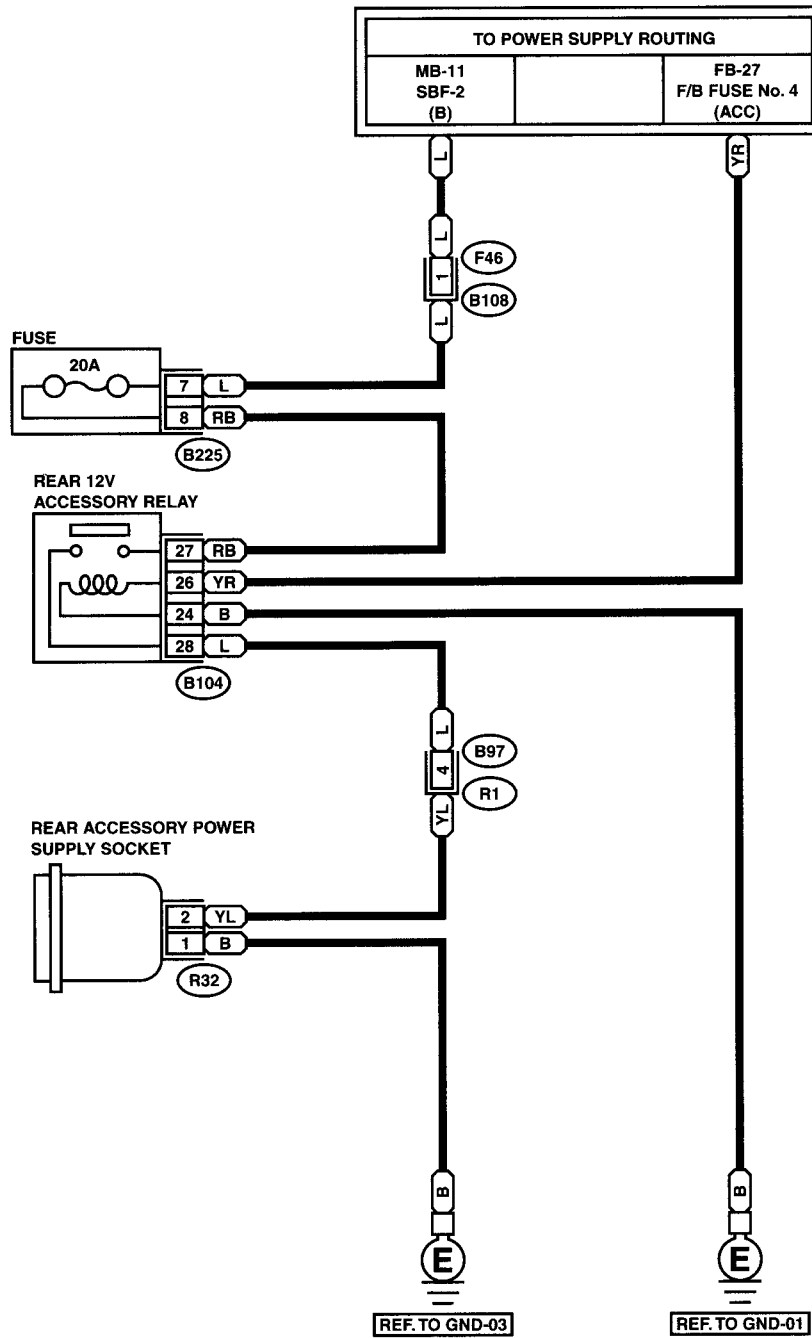 TO POWER SUPPLY ROUTING
MB-11
SBF-2
(B)
FB-27
F/B FUSE No. 4
(ACC)
L
YR
L
1
F46
B108
L
FUSE
20A
7 L
8 RB
B225
REAR 12V
ACCESSORY RELAY
27 RB
26 YR
24 B
28 L
B104
L
4
B97
R1
YL
REAR ACCESSORY POWER
SUPPLY SOCKET
2 YL
1 B
R32
B
B
E
E
REF. TO GND-03
REF. TO GND-01